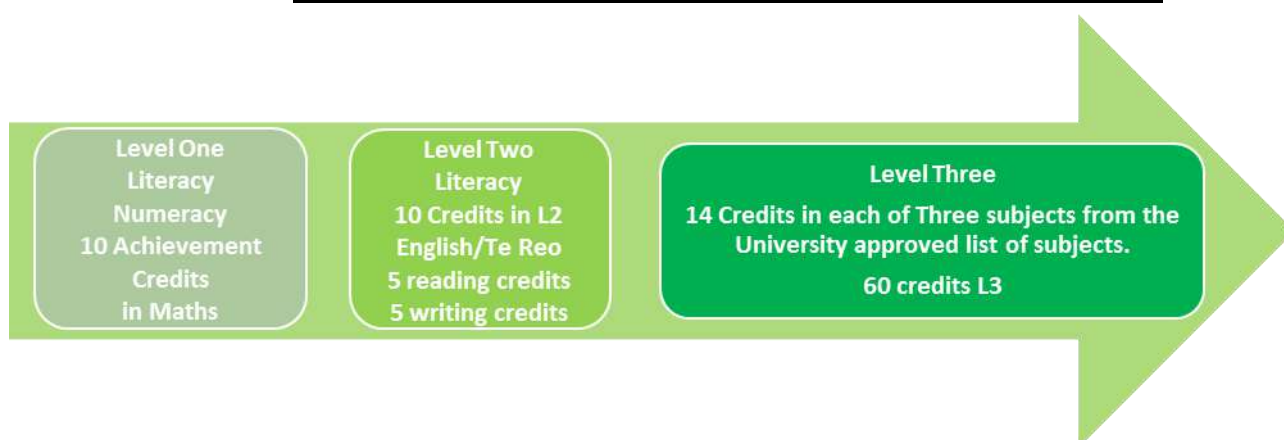 Level One
Literacy
Numeracy
10 Achievement
Credits
in Maths
Level Two
Literacy
10 Credits in L2
English/Te Reo
5 reading credits
5 writing credits
Level Three
14 Credits in each of Three subjects from the
University approved list of subjects.
60 credits L3